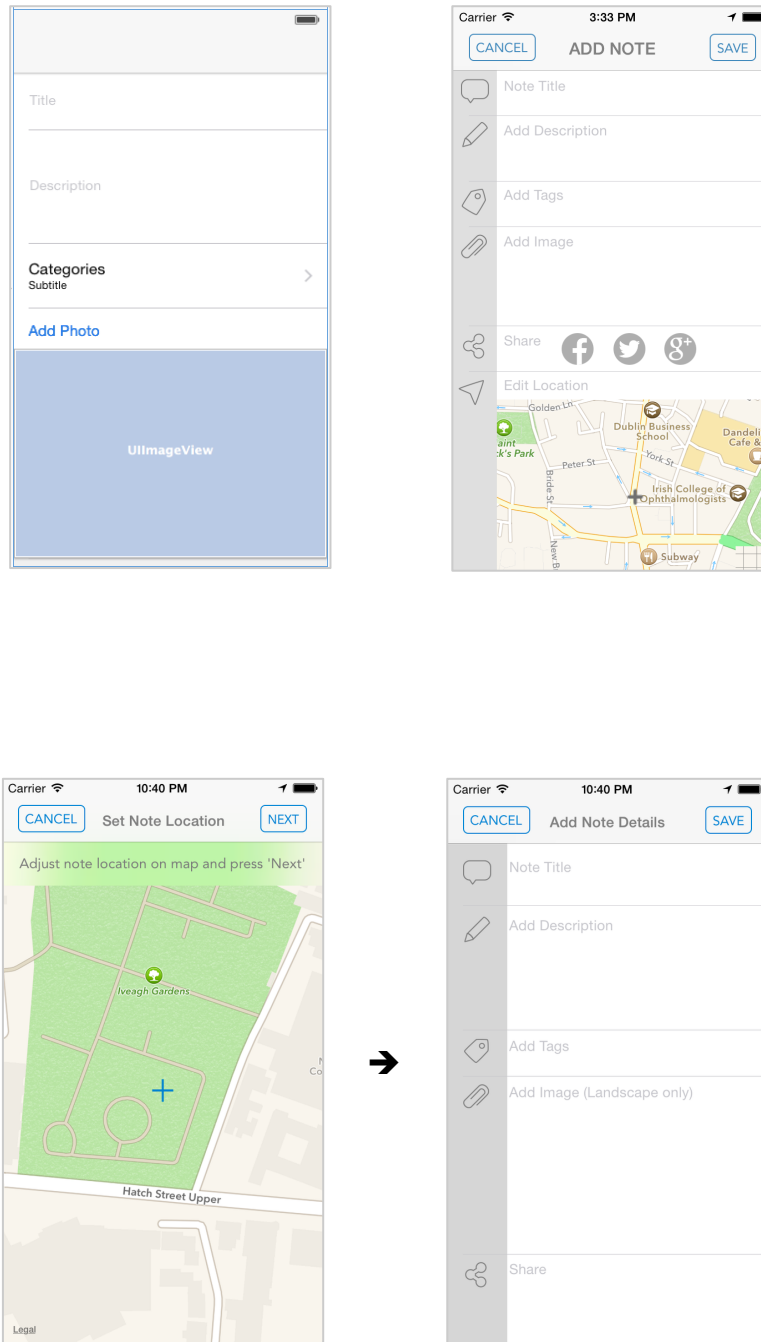 Title
Description
Categories
Subtitle
Add Photo
UIImageView
Carrier 3:33 PM
CANCEL ADD NOTE SAVE
Note Title
Add Description
Add Tags
Add Image
Share
Edit Location
Golden Ln
Dublin Business
School
Dandeli
Cafe &
aint
ck's Park
Peter St
York St
Bride St
Irish College of
Ophthalmologists
New B
Subway
Carrier 10:40 PM
CANCEL Set Note Location NEXT
Adjust note location on map and press 'Next'
Iveagh Gardens
Co
Hatch Street Upper
Legal
Carrier 10:40 PM
CANCEL Add Note Details SAVE
Note Title
Add Description
Add Tags
Add Image (Landscape only)
Share